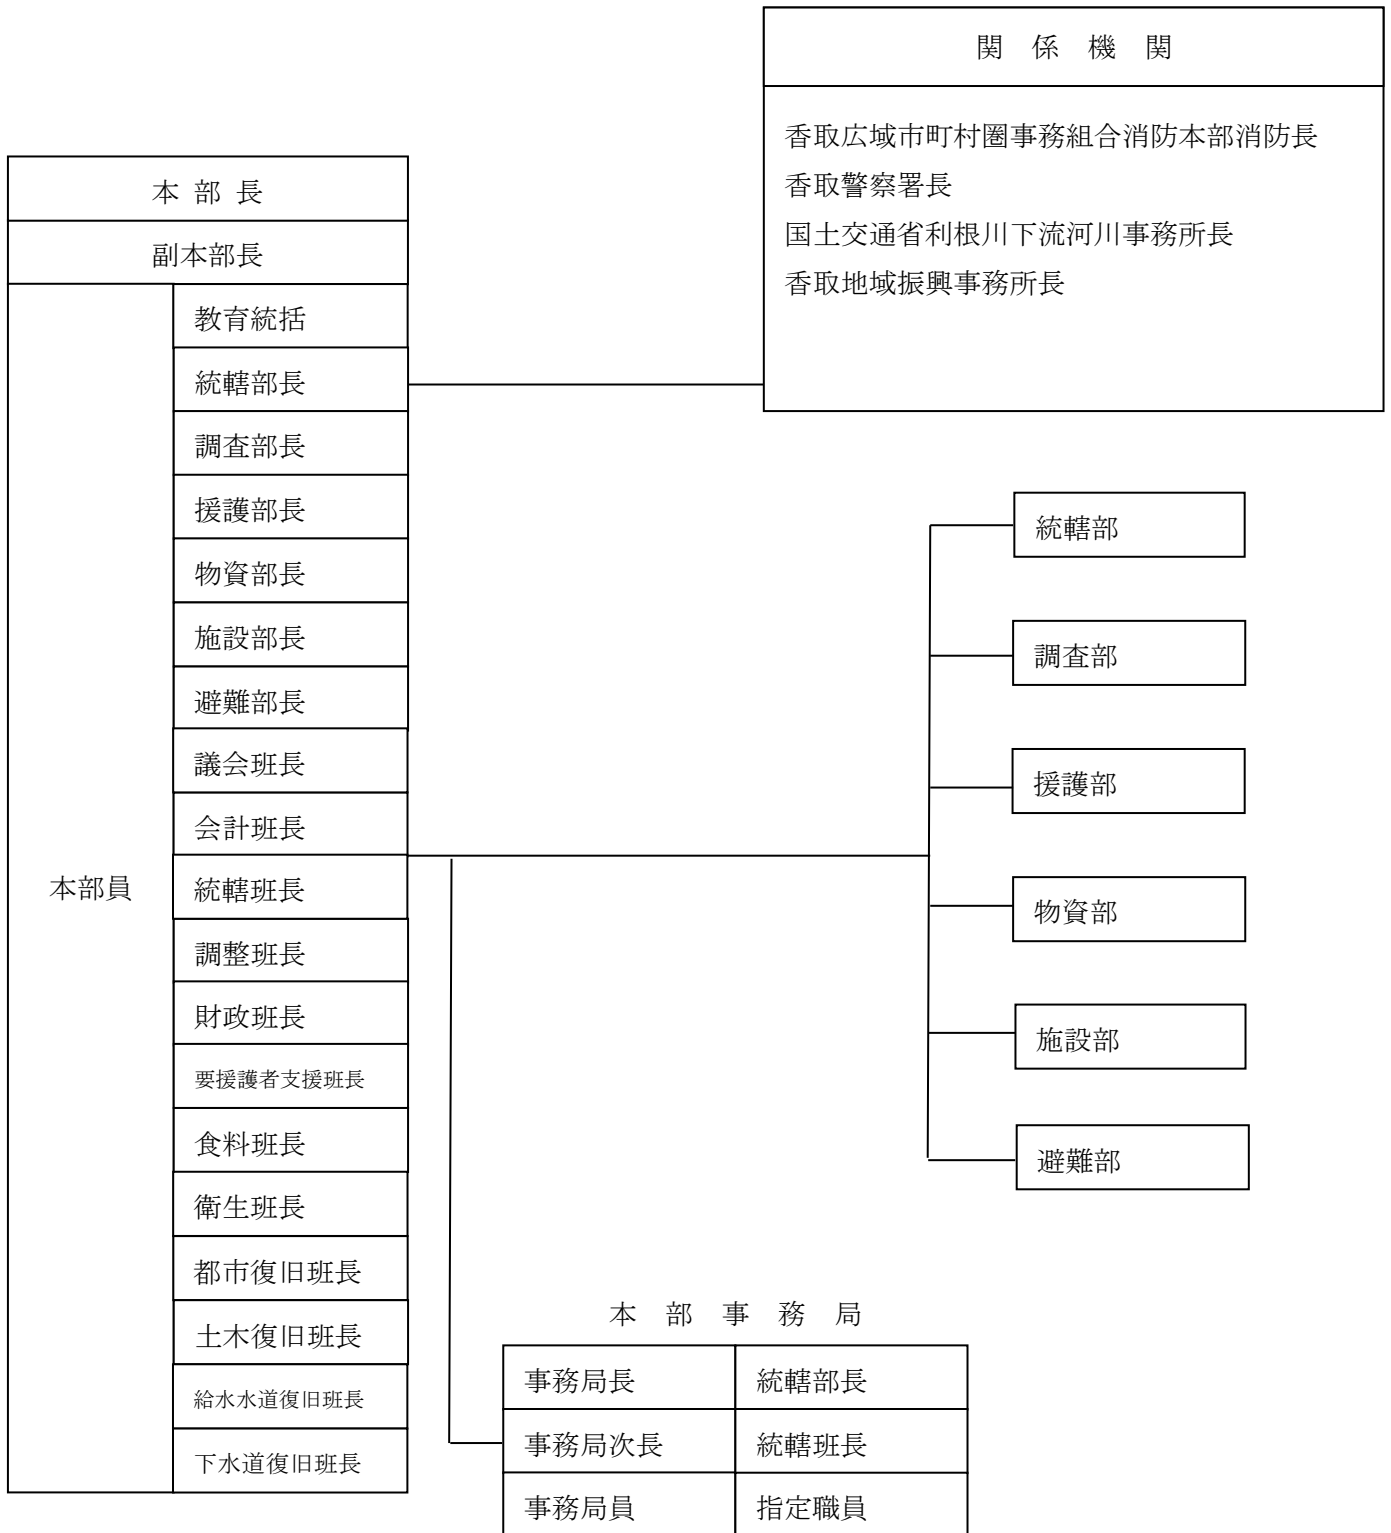 関係機関
香取広域市町村圏事務組合消防本部消防長
香取警察署長
国土交通省利根川下流河川事務所長
香取地域振興事務所長
本部長
副本部長
本部員
教育統括
統轄部長
調査部長
援護部長
物資部長
施設部長
避難部長
議会班長
会計班長
統轄班長
調整班長
財政班長
要援護者支援班長
食料班長
衛生班長
都市復旧班長
土木復旧班長
給水水道復旧班長
下水道復旧班長
統轄部
調査部
援護部
物資部
施設部
避難部
本部事務局
事務局長 統轄部長
事務局次長 統轄班長
事務局員 指定職員